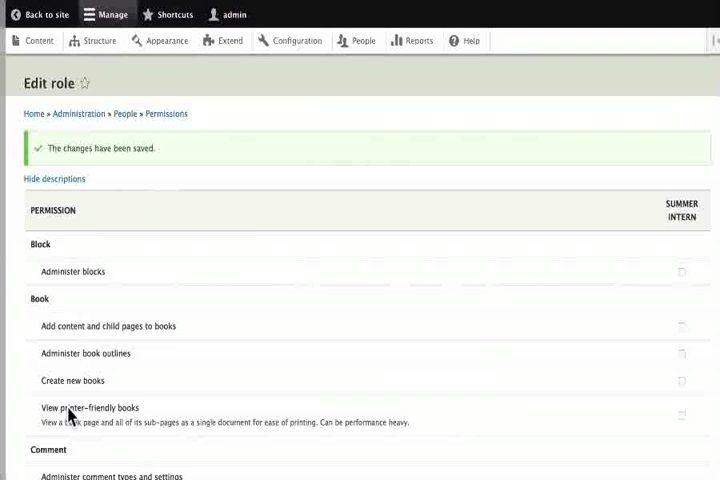 Back to site Manage Shortcuts admin
Content Structure Appearance Extend Configuration People Reports Help
Edit role
Home » Administration » People » Permissions
The changes have been saved.
Hide descriptions
PERMISSION SUMMER INTERN
Block
Administer blocks
Book
Add content and child pages to books
Administer book outlines
Create new books
View printer-friendly books
View a book page and all of its sub-pages as a single document for ease of printing. Can be performance heavy.
Comment
Administer comment types and settings